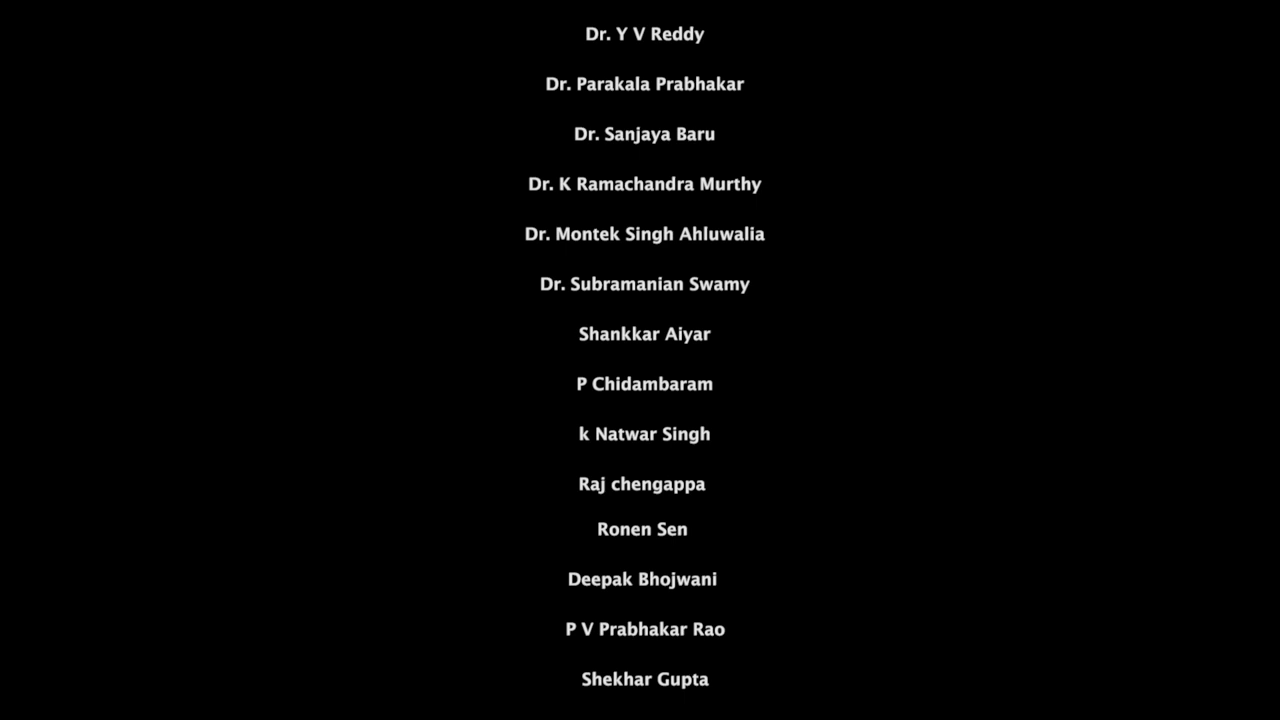 Dr. Y V Reddy
Dr. Parakala Prabhakar
Dr. Sanjaya Baru
Dr. K Ramachandra Murthy
Dr. Montek Singh Ahluwalia
Dr. Subramanian Swamy
Shankkar Aiyar
P Chidambaram
k Natwar Singh
Raj chengappa
Ronen Sen
Deepak Bhojwani
P V Prabhakar Rao
Shekhar Gupta